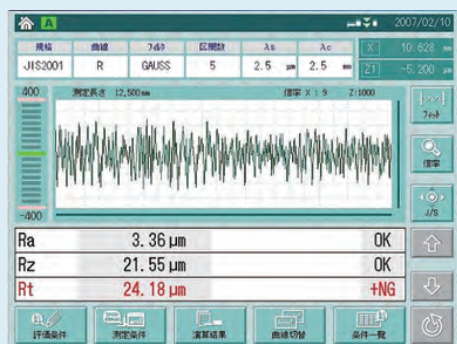 A 2007/02/10
規格 曲線 フィルタ 区間数 λs λc X 10.628 mm
JIS2001 R GAUSS 5 2.5 μm 2.5 mm Z1 -5.200 μm
400 測定長さ 12,500mm 倍率 X : 9 Z:1000
フィット
倍率
J/S
-400
Ra 3.36 μm OK
Rz 21.55 μm OK
Rt 24.18 μm +NG
評価条件 測定条件 演算結果 曲線切替 条件一覧